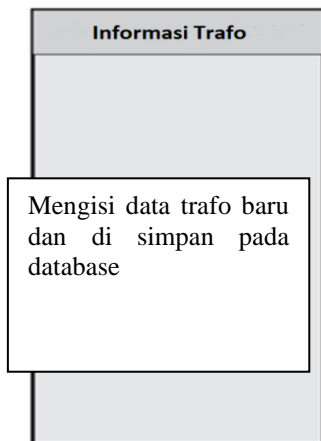 Informasi Trafo
Mengisi data trafo baru
dan di simpan pada
database